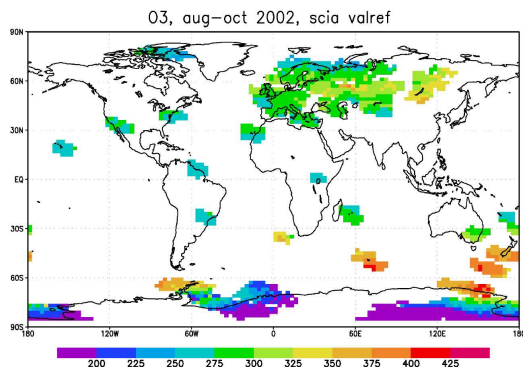 O3, aug-oct 2002, scia valref
90N
60N
30N
EQ
30S
60S
90S
180 120W 60W 0 60E 120E 180
200 225 250 275 300 325 350 375 400 425